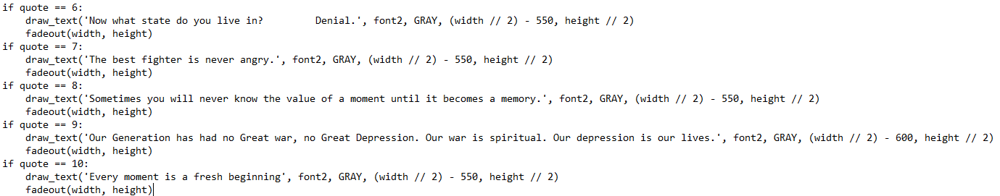 if quote == 6:
    draw_text('Now what state do you live in?         Denial.', font2, GRAY, (width // 2) - 550, height // 2)
    fadeout(width, height)
if quote == 7:
    draw_text('The best fighter is never angry.', font2, GRAY, (width // 2) - 550, height // 2)
    fadeout(width, height)
if quote == 8:
    draw_text('Sometimes you will never know the value of a moment until it becomes a memory.', font2, GRAY, (width // 2) - 550, height // 2)
    fadeout(width, height)
if quote == 9:
    draw_text('Our Generation has had no Great war, no Great Depression. Our war is spiritual. Our depression is our lives.', font2, GRAY, (width // 2) - 600, height // 2)
    fadeout(width, height)
if quote == 10:
    draw_text('Every moment is a fresh beginning', font2, GRAY, (width // 2) - 550, height // 2)
    fadeout(width, height)